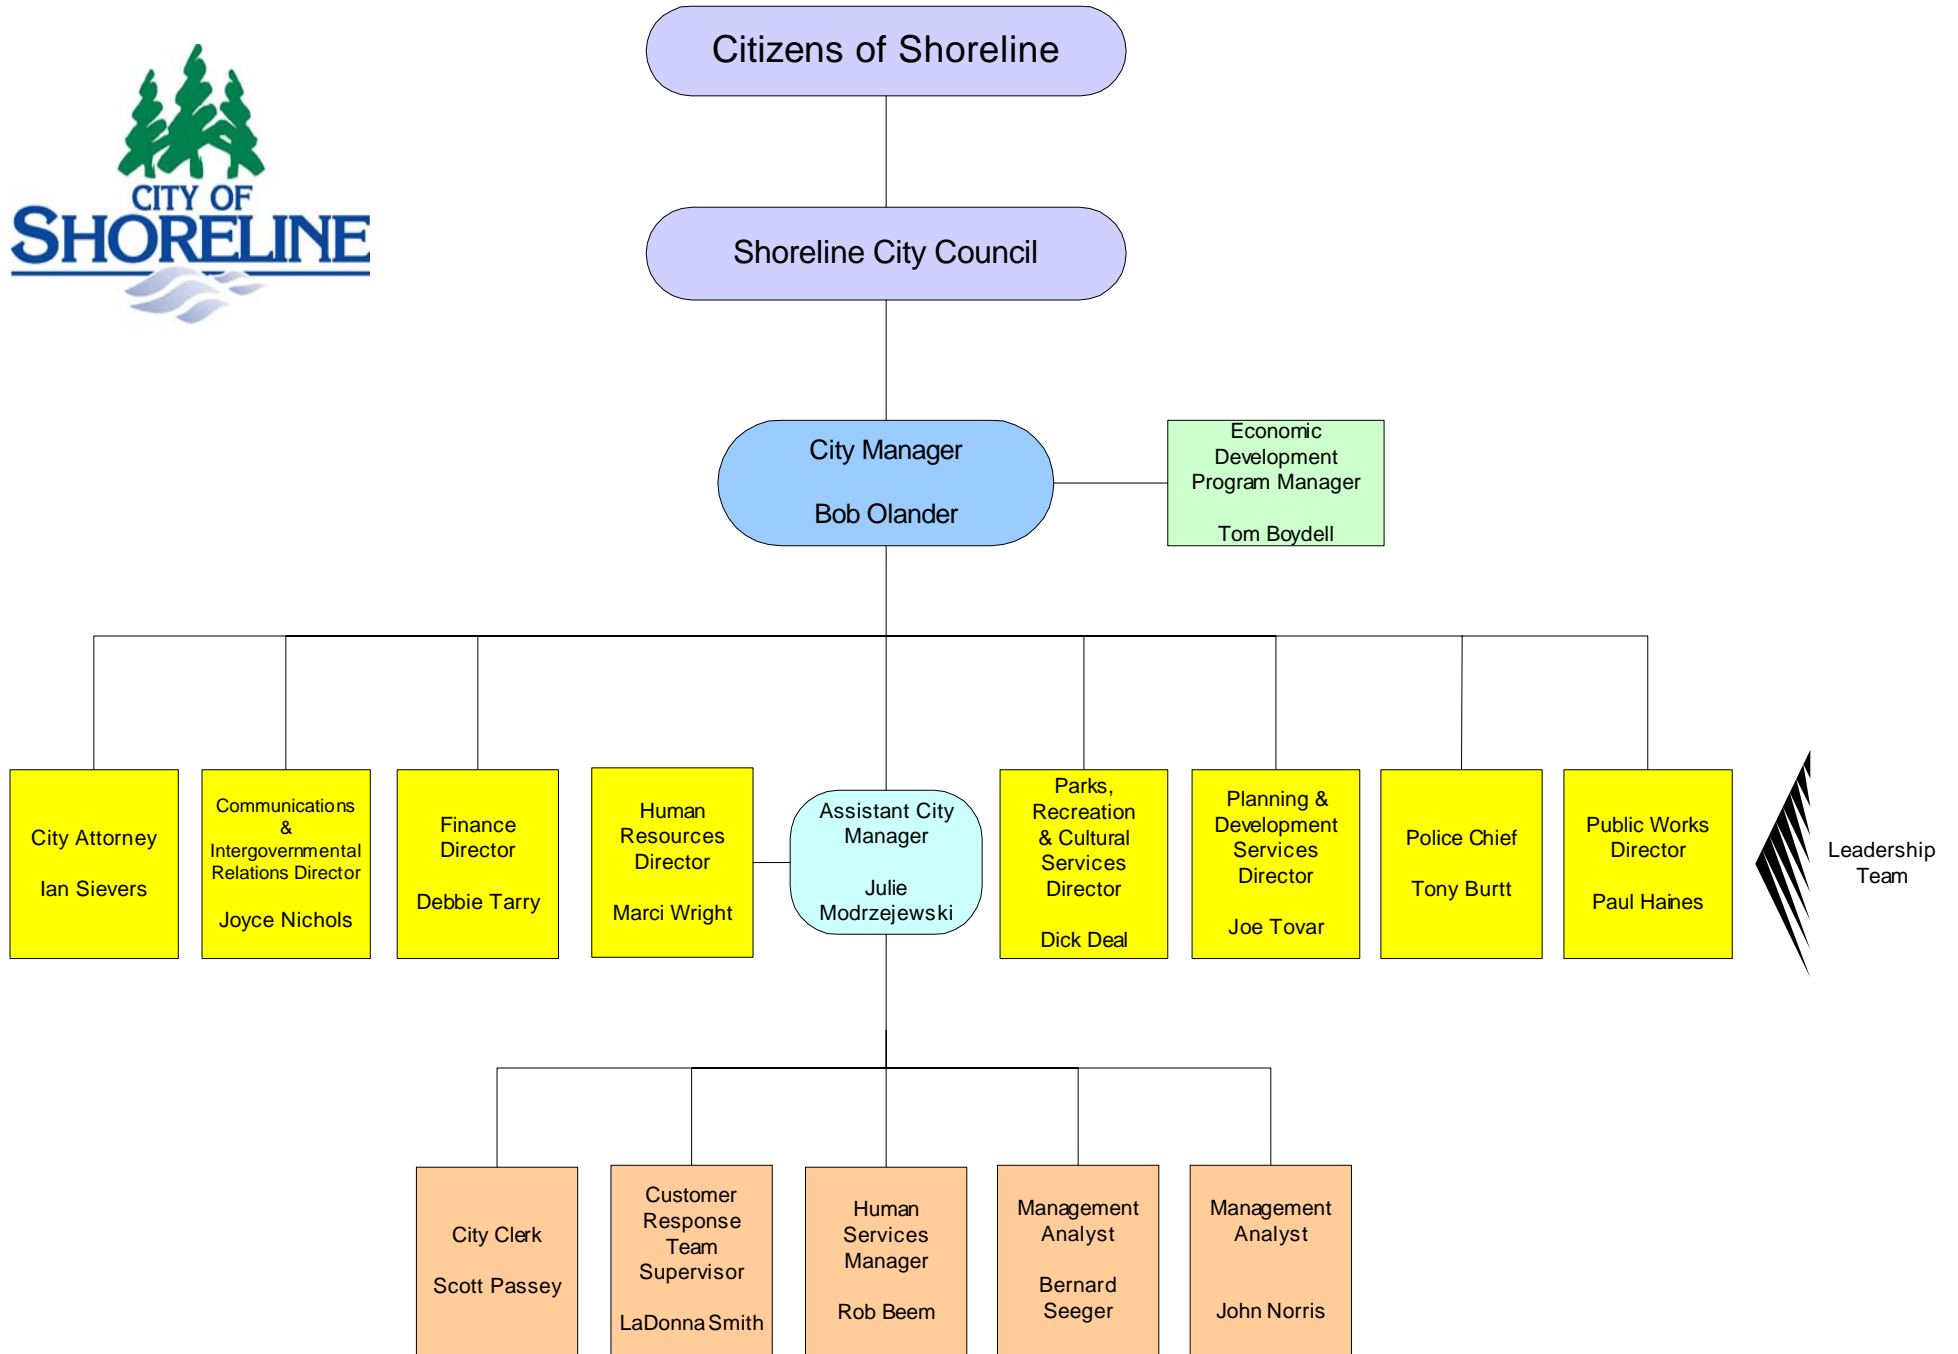 CITY OF
SHORELINE
Citizens of Shoreline
Shoreline City Council
City Manager
Bob Olander
Economic
Development
Program Manager
Tom Boydell
City Attorney
Ian Sievers
Communications
&
Intergovernmental
Relations Director
Joyce Nichols
Finance
Director
Debbie Tarry
Human
Resources
Director
Marci Wright
Assistant City
Manager
Julie
Modrzejewski
Parks,
Recreation
& Cultural
Services
Director
Dick Deal
Planning &
Development
Services
Director
Joe Tovar
Police Chief
Tony Burtt
Public Works
Director
Paul Haines
Leadership
Team
City Clerk
Scott Passey
Customer
Response
Team
Supervisor
LaDonna Smith
Human
Services
Manager
Rob Beem
Management
Analyst
Bernard
Seeger
Management
Analyst
John Norris